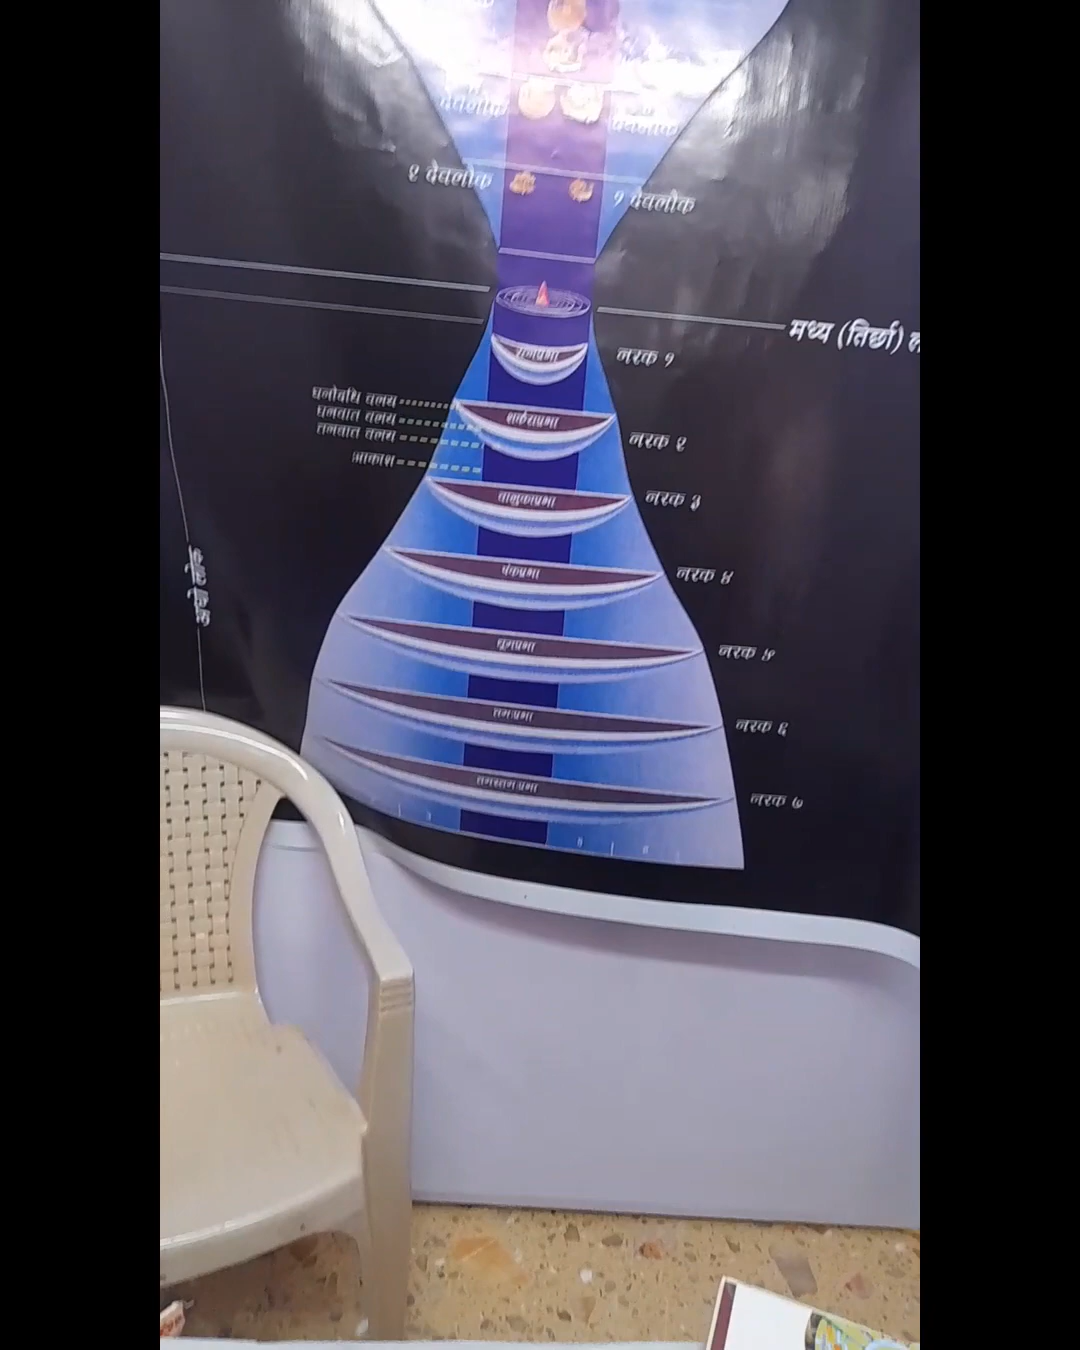 देवलोक
देवलोक
२ देवलोक
१ देवलोक
मध्य (तिर्छा) ल
रत्नप्रभा
नरक १
घनोदधि वलय
घनवात वलय
तनवात वलय
आकाश
शर्कराप्रभा
नरक २
वालुकाप्रभा
नरक ३
पंकप्रभा
नरक ४
धूमप्रभा
नरक ५
तमःप्रभा
नरक ६
तमस्तमःप्रभा
नरक ७